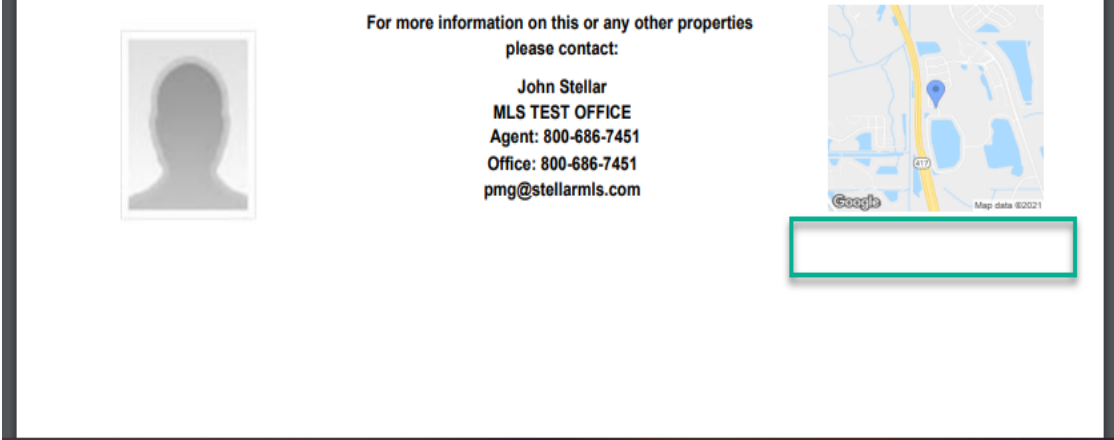 For more information on this or any other properties
please contact:
John Stellar
MLS TEST OFFICE
Agent: 800-686-7451
Office: 800-686-7451
pmg@stellarmls.com
417
Google
Map data ©2021